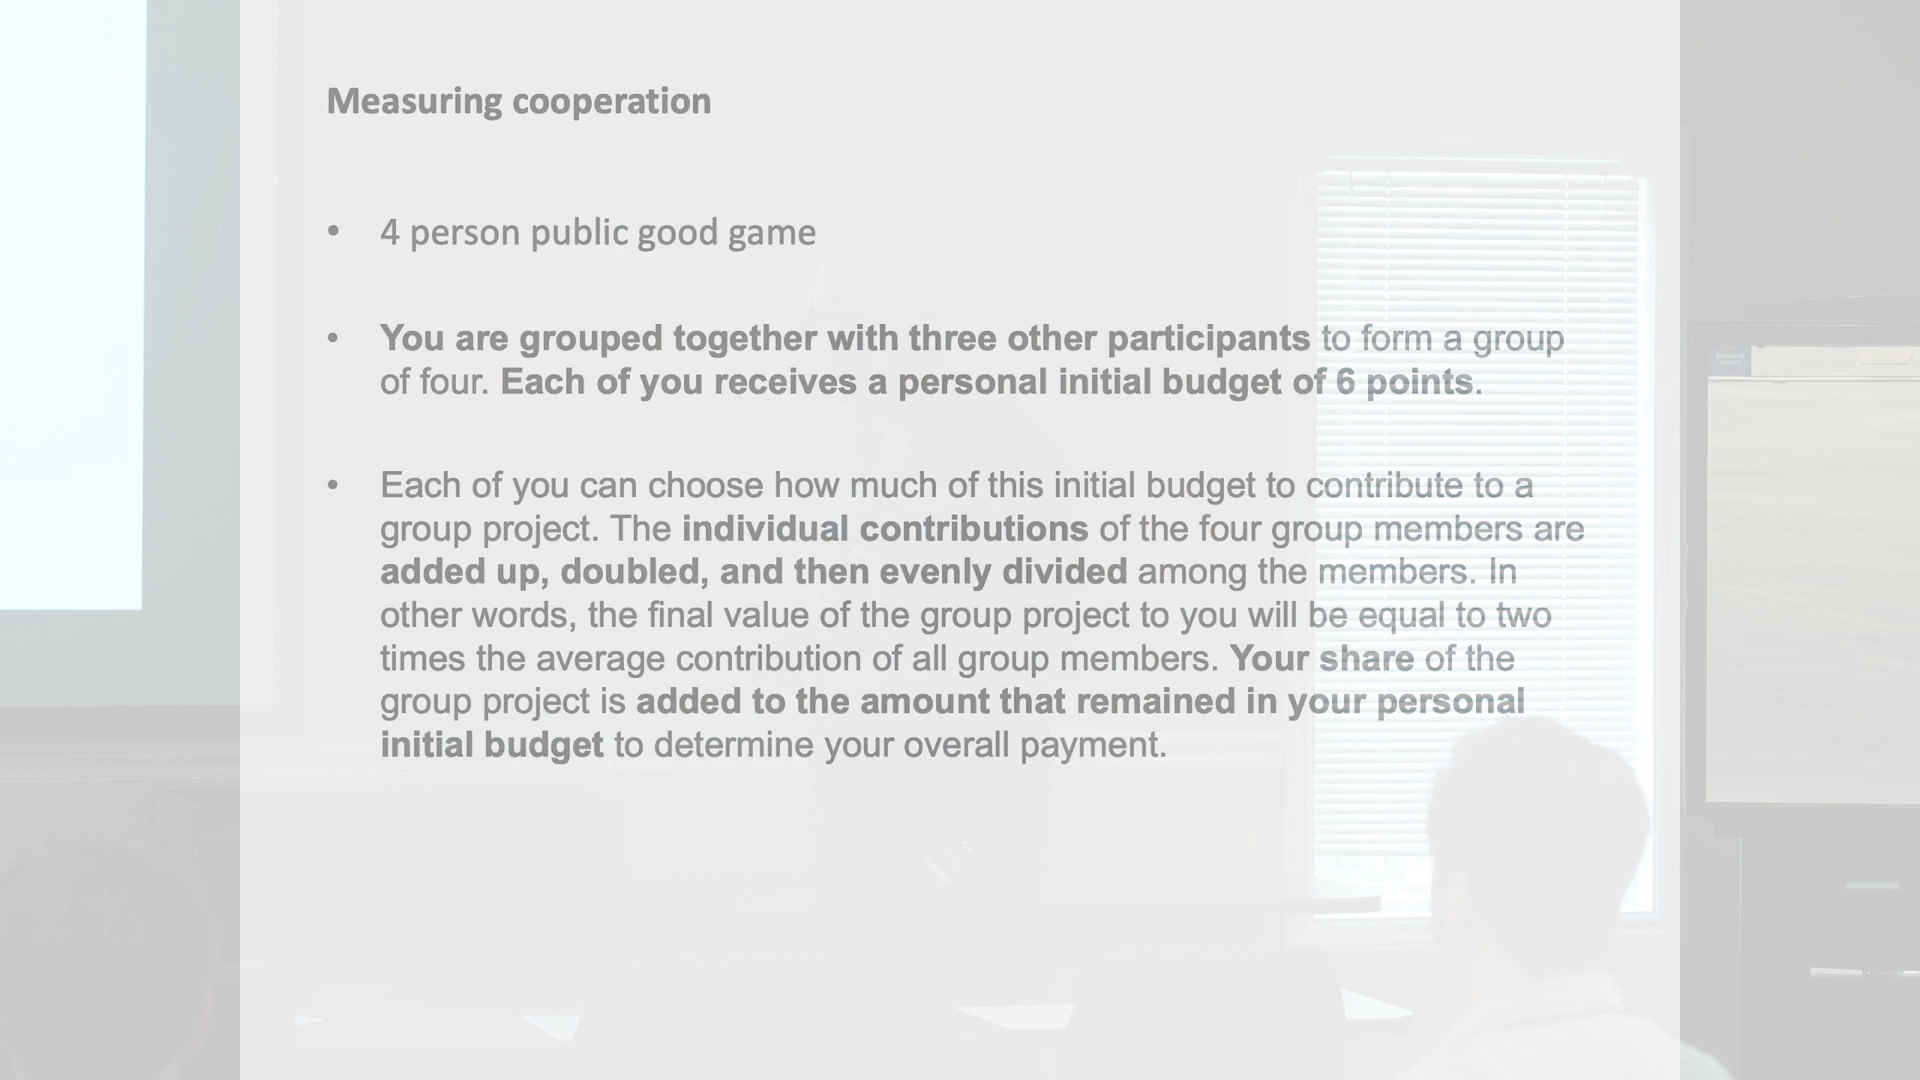 Measuring cooperation
• 4 person public good game
• You are grouped together with three other participants to form a group
of four. Each of you receives a personal initial budget of 6 points.
• Each of you can choose how much of this initial budget to contribute to a
group project. The individual contributions of the four group members are
added up, doubled, and then evenly divided among the members. In
other words, the final value of the group project to you will be equal to two
times the average contribution of all group members. Your share of the
group project is added to the amount that remained in your personal
initial budget to determine your overall payment.